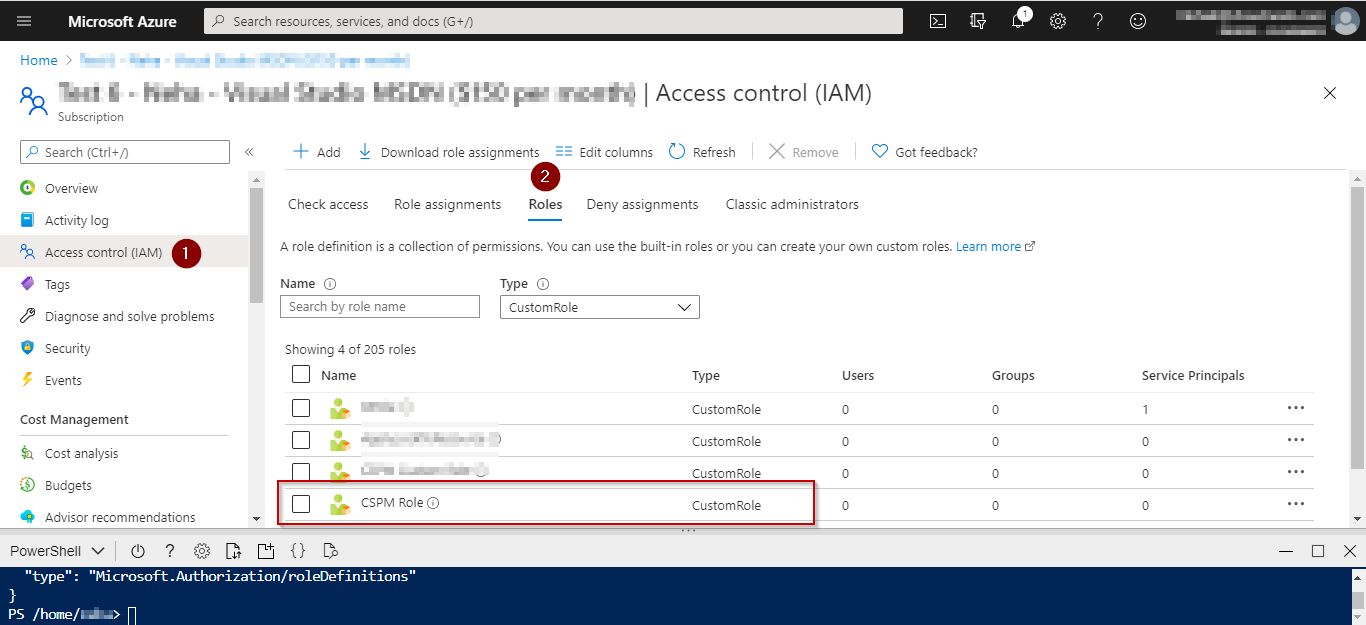 Microsoft Azure
Search resources, services, and docs (G+/)
1
Home >
| Access control (IAM)
Subscription
Search (Ctrl+/)
«
Add
Download role assignments
Edit columns
Refresh
Remove
Got feedback?
Overview
Activity log
Access control (IAM)
1
Tags
Diagnose and solve problems
Security
Events
Cost Management
Cost analysis
Budgets
Advisor recommendations
2
Check access
Role assignments
Roles
Deny assignments
Classic administrators
A role definition is a collection of permissions. You can use the built-in roles or you can create your own custom roles. Learn more
Name
Type
Search by role name
CustomRole
Showing 4 of 205 roles
Name Type Users Groups Service Principals
CustomRole 0 0 1 ...
CustomRole 0 0 0 ...
CustomRole 0 0 0 ...
CSPM Role CustomRole 0 0 0 ...
PowerShell
? {}
"type": "Microsoft.Authorization/roleDefinitions"
}
PS /home/ >